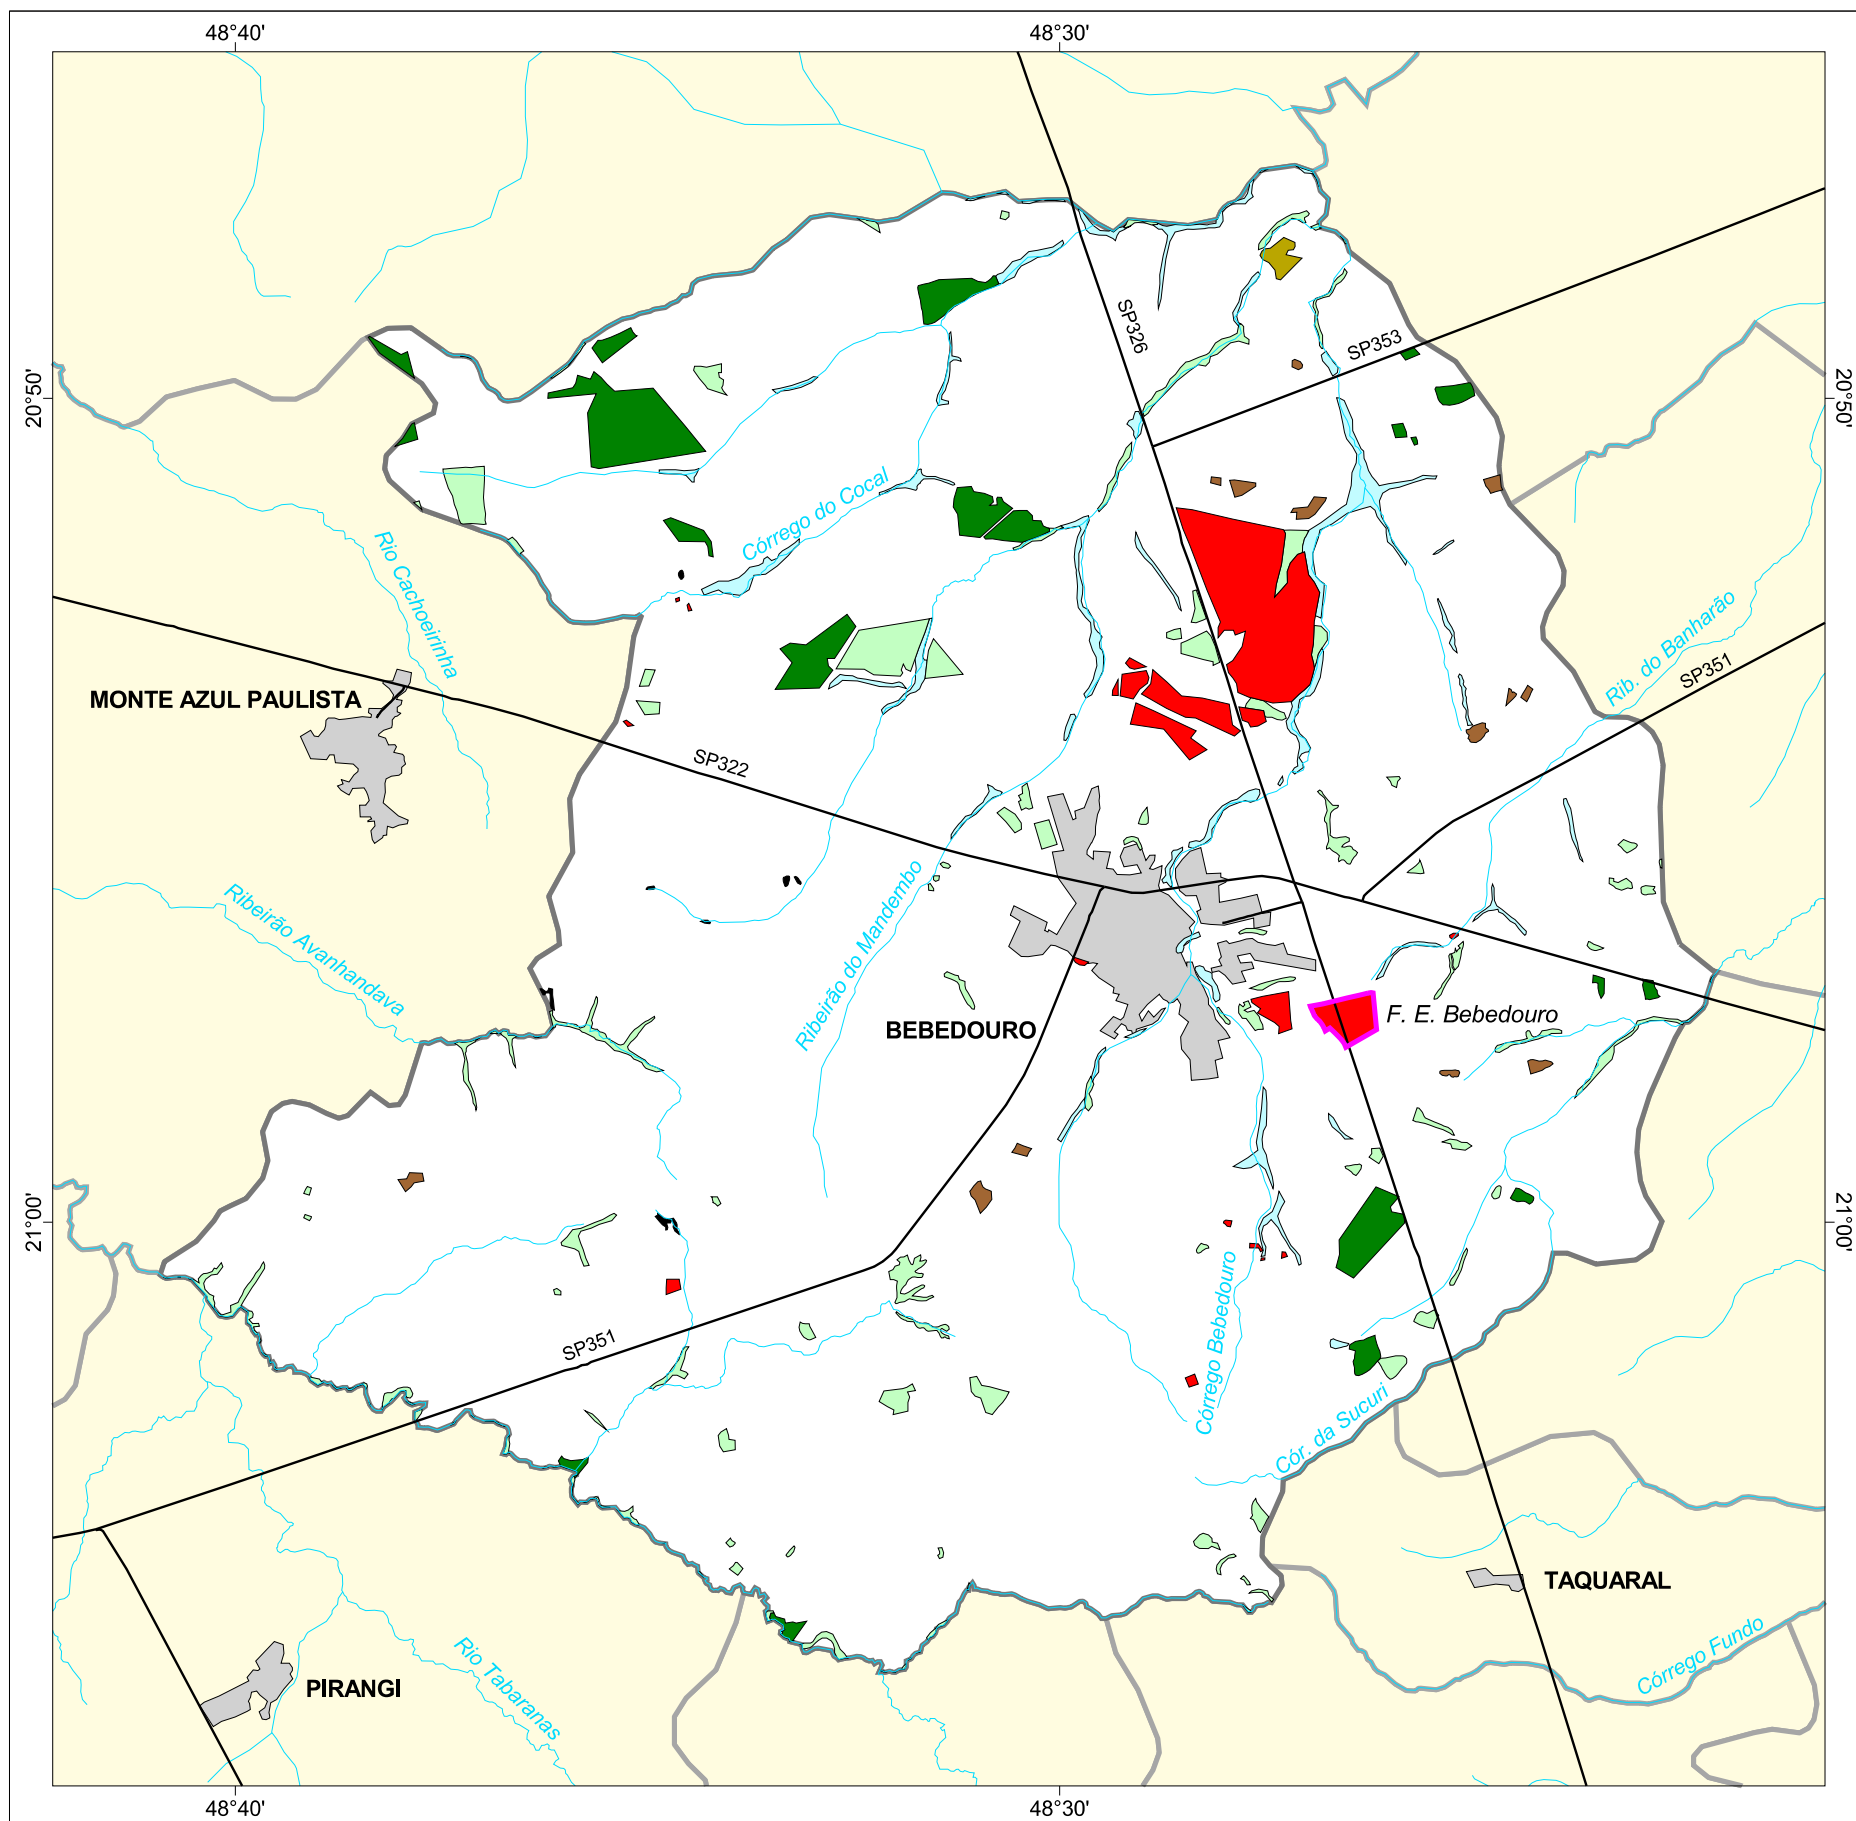 48°40'
48°30'
20°50'
20°50'
SP326
SP353
Córrego do Cocal
Rio Cachoeirinha
Rib. do Banharão
SP351
MONTE AZUL PAULISTA
SP322
Ribeirão Avanhandava
Ribeirão do Mandembo
BEBEDOURO
F. E. Bebedouro
21°00'
21°00'
Córrego Bebedouro
SP351
Cór. da Sucuri
TAQUARAL
Córrego Fundo
PIRANGI
Rio Tabaranas
48°40'
48°30'